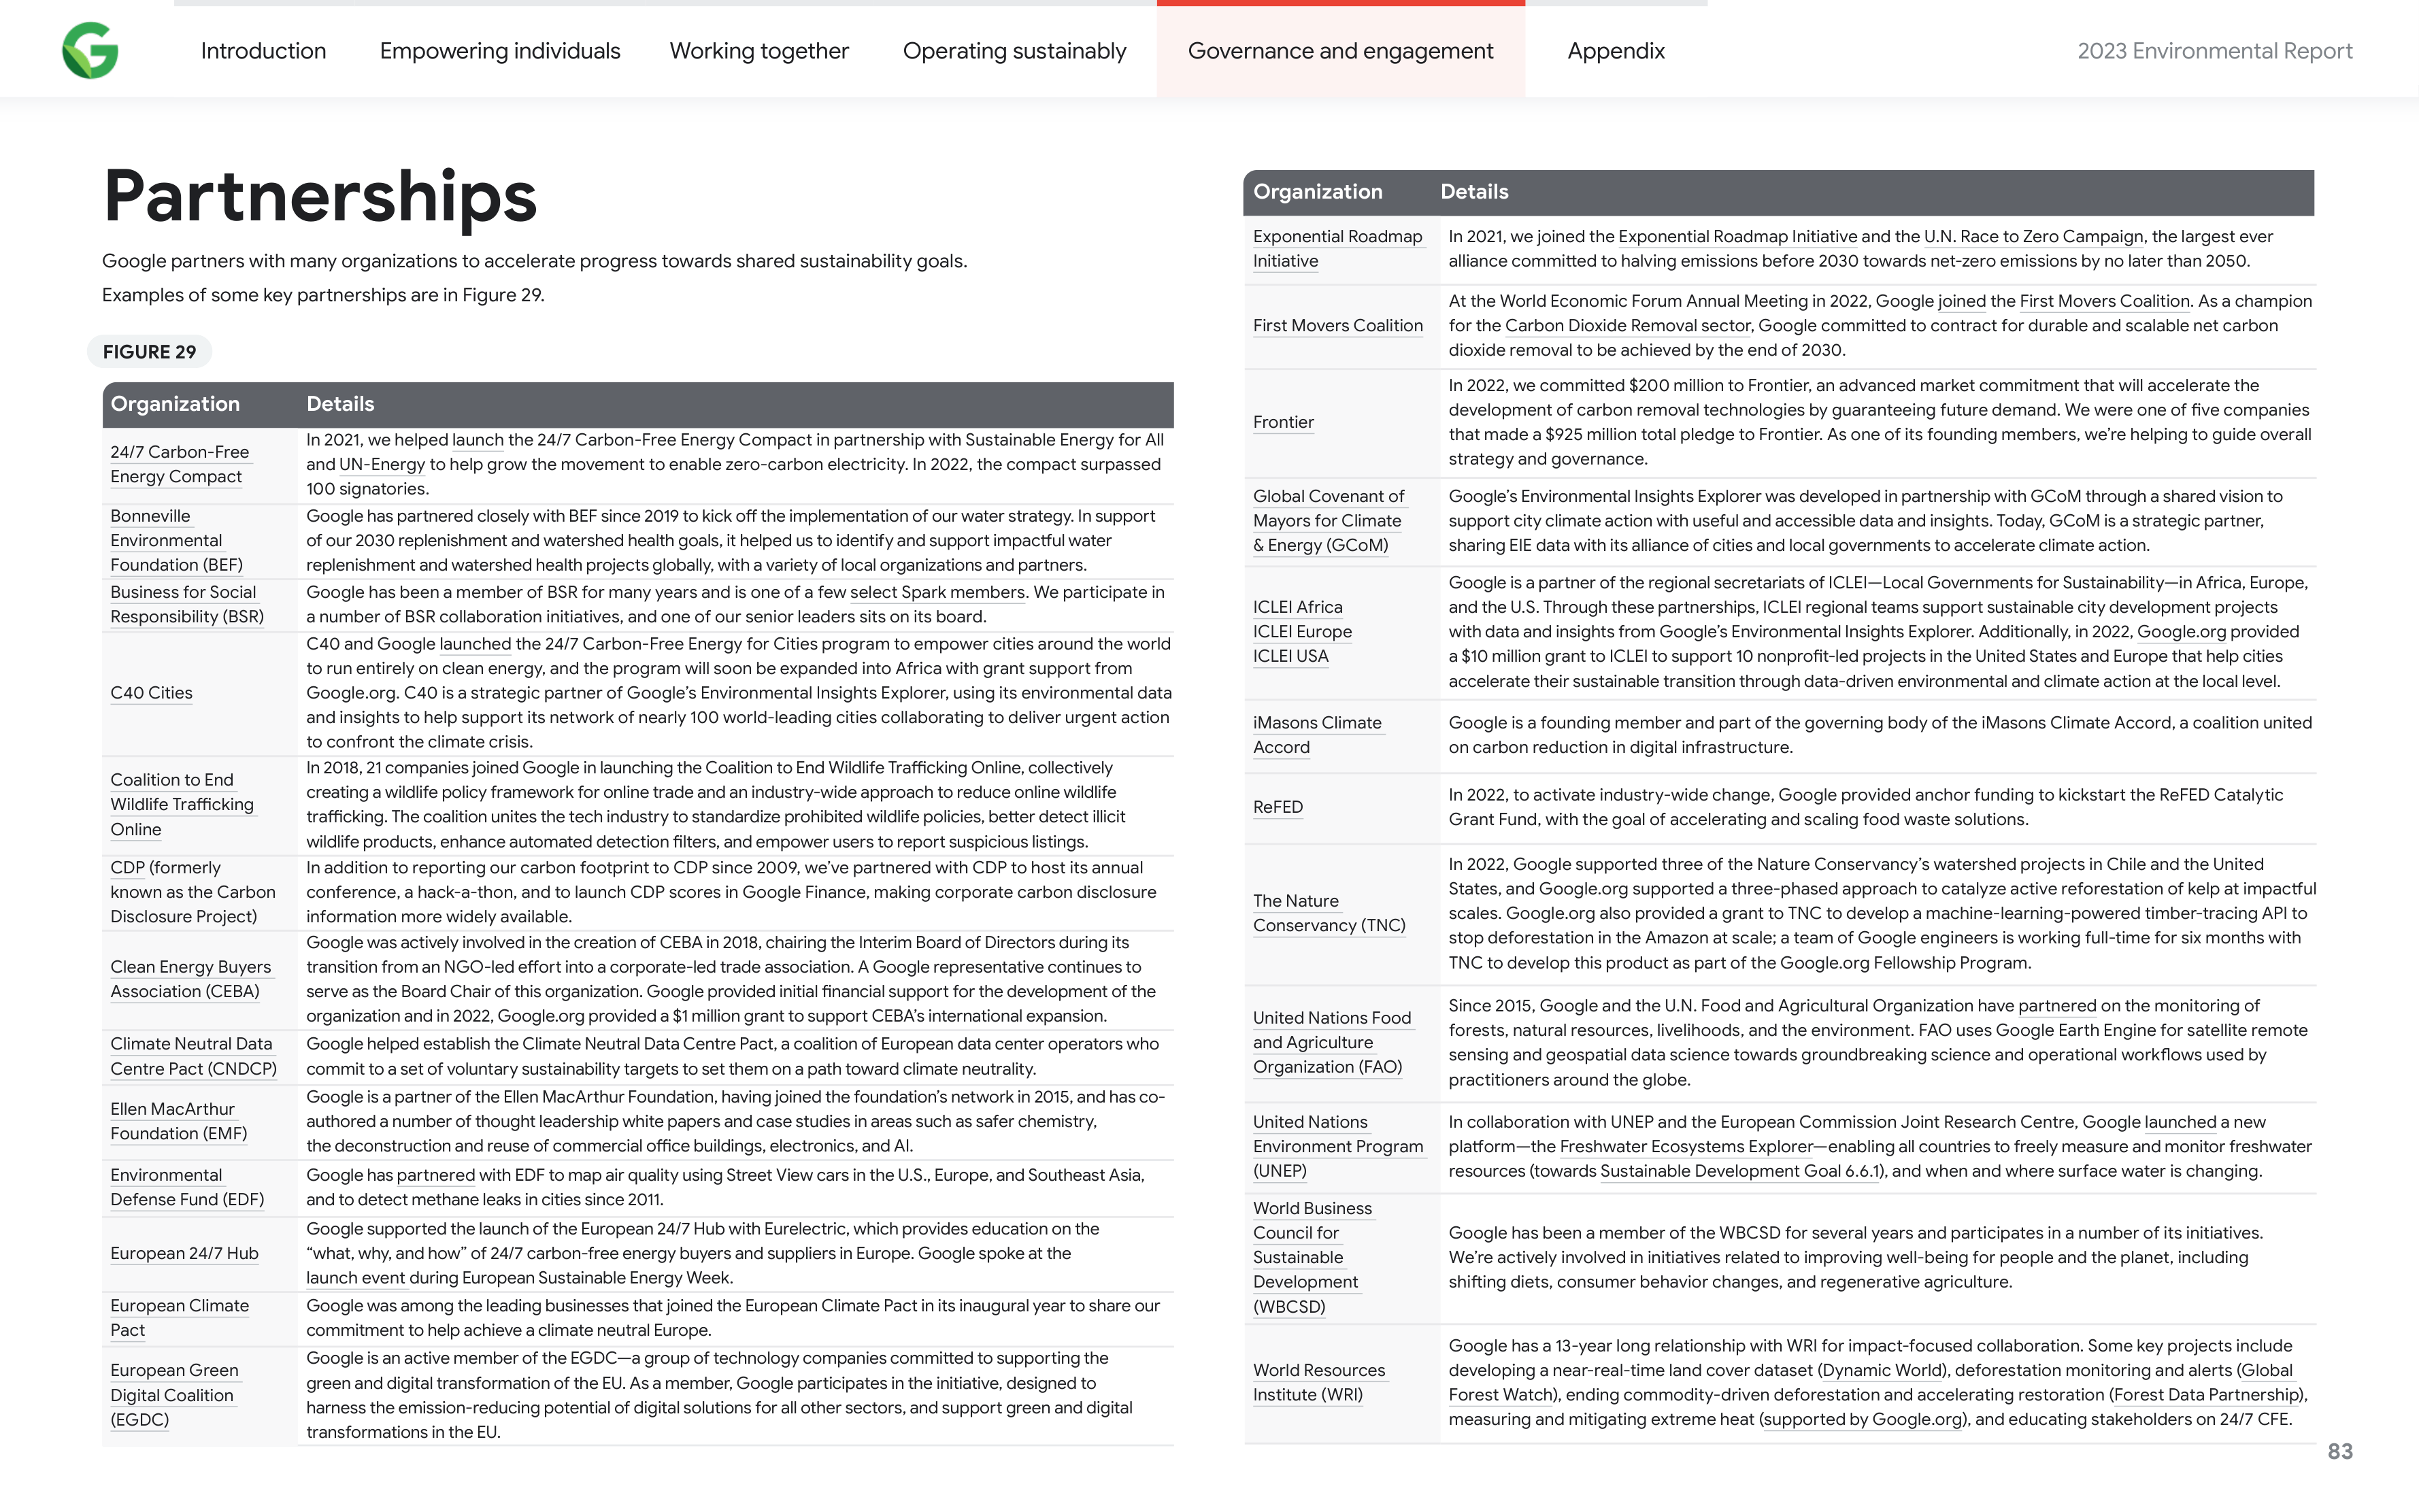 Introduction
Empowering individuals
Working together
Operating sustainably
Governance and engagement
Appendix
2023 Environmental Report
Partnerships
Google partners with many organizations to accelerate progress towards shared sustainability goals.
Examples of some key partnerships are in Figure 29.
FIGURE 29
Organization Details
24/7 Carbon-Free
Energy Compact
In 2021, we helped launch the 24/7 Carbon-Free Energy Compact in partnership with Sustainable Energy for All
and UN-Energy to help grow the movement to enable zero-carbon electricity. In 2022, the compact surpassed
100 signatories.
Bonneville
Environmental
Foundation (BEF)
Google has partnered closely with BEF since 2019 to kick off the implementation of our water strategy. In support
of our 2030 replenishment and watershed health goals, it helped us to identify and support impactful water
replenishment and watershed health projects globally, with a variety of local organizations and partners.
Business for Social
Responsibility (BSR)
Google has been a member of BSR for many years and is one of a few select Spark members. We participate in
a number of BSR collaboration initiatives, and one of our senior leaders sits on its board.
C40 Cities
C40 and Google launched the 24/7 Carbon-Free Energy for Cities program to empower cities around the world
to run entirely on clean energy, and the program will soon be expanded into Africa with grant support from
Google.org. C40 is a strategic partner of Google's Environmental Insights Explorer, using its environmental data
and insights to help support its network of nearly 100 world-leading cities collaborating to deliver urgent action
to confront the climate crisis.
Coalition to End
Wildlife Trafficking
Online
In 2018, 21 companies joined Google in launching the Coalition to End Wildlife Trafficking Online, collectively
creating a wildlife policy framework for online trade and an industry-wide approach to reduce online wildlife
trafficking. The coalition unites the tech industry to standardize prohibited wildlife policies, better detect illicit
wildlife products, enhance automated detection filters, and empower users to report suspicious listings.
CDP (formerly
known as the Carbon
Disclosure Project)
In addition to reporting our carbon footprint to CDP since 2009, we've partnered with CDP to host its annual
conference, a hack-a-thon, and to launch CDP scores in Google Finance, making corporate carbon disclosure
information more widely available.
Clean Energy Buyers
Association (CEBA)
Google was actively involved in the creation of CEBA in 2018, chairing the Interim Board of Directors during its
transition from an NGO-led effort into a corporate-led trade association. A Google representative continues to
serve as the Board Chair of this organization. Google provided initial financial support for the development of the
organization and in 2022, Google.org provided a $1 million grant to support CEBA's international expansion.
Climate Neutral Data
Centre Pact (CNDCP)
Google helped establish the Climate Neutral Data Centre Pact, a coalition of European data center operators who
commit to a set of voluntary sustainability targets to set them on a path toward climate neutrality.
Ellen MacArthur
Foundation (EMF)
Google is a partner of the Ellen MacArthur Foundation, having joined the foundation's network in 2015, and has co-
authored a number of thought leadership white papers and case studies in areas such as safer chemistry,
the deconstruction and reuse of commercial office buildings, electronics, and AI.
Environmental
Defense Fund (EDF)
Google has partnered with EDF to map air quality using Street View cars in the U.S., Europe, and Southeast Asia,
and to detect methane leaks in cities since 2011.
European 24/7 Hub
Google supported the launch of the European 24/7 Hub with Eurelectric, which provides education on the
“what, why, and how” of 24/7 carbon-free energy buyers and suppliers in Europe. Google spoke at the
launch event during European Sustainable Energy Week.
European Climate
Pact
Google was among the leading businesses that joined the European Climate Pact in its inaugural year to share our
commitment to help achieve a climate neutral Europe.
European Green
Digital Coalition
(EGDC)
Google is an active member of the EGDC—a group of technology companies committed to supporting the
green and digital transformation of the EU. As a member, Google participates in the initiative, designed to
harness the emission-reducing potential of digital solutions for all other sectors, and support green and digital
transformations in the EU.
Organization Details
Exponential Roadmap
Initiative
In 2021, we joined the Exponential Roadmap Initiative and the U.N. Race to Zero Campaign, the largest ever
alliance committed to halving emissions before 2030 towards net-zero emissions by no later than 2050.
First Movers Coalition
At the World Economic Forum Annual Meeting in 2022, Google joined the First Movers Coalition. As a champion
for the Carbon Dioxide Removal sector, Google committed to contract for durable and scalable net carbon
dioxide removal to be achieved by the end of 2030.
Frontier
In 2022, we committed $200 million to Frontier, an advanced market commitment that will accelerate the
development of carbon removal technologies by guaranteeing future demand. We were one of five companies
that made a $925 million total pledge to Frontier. As one of its founding members, we're helping to guide overall
strategy and governance.
Global Covenant of
Mayors for Climate
& Energy (GCoM)
Google's Environmental Insights Explorer was developed in partnership with GCoM through a shared vision to
support city climate action with useful and accessible data and insights. Today, GCoM is a strategic partner,
sharing EIE data with its alliance of cities and local governments to accelerate climate action.
ICLEI Africa
ICLEI Europe
ICLEI USA
Google is a partner of the regional secretariats of ICLEI—Local Governments for Sustainability—in Africa, Europe,
and the U.S. Through these partnerships, ICLEI regional teams support sustainable city development projects
with data and insights from Google's Environmental Insights Explorer. Additionally, in 2022, Google.org provided
a $10 million grant to ICLEI to support 10 nonprofit-led projects in the United States and Europe that help cities
accelerate their sustainable transition through data-driven environmental and climate action at the local level.
iMasons Climate
Accord
Google is a founding member and part of the governing body of the iMasons Climate Accord, a coalition united
on carbon reduction in digital infrastructure.
ReFED
In 2022, to activate industry-wide change, Google provided anchor funding to kickstart the ReFED Catalytic
Grant Fund, with the goal of accelerating and scaling food waste solutions.
The Nature
Conservancy (TNC)
In 2022, Google supported three of the Nature Conservancy's watershed projects in Chile and the United
States, and Google.org supported a three-phased approach to catalyze active reforestation of kelp at impactful
scales. Google.org also provided a grant to TNC to develop a machine-learning-powered timber-tracing API to
stop deforestation in the Amazon at scale; a team of Google engineers is working full-time for six months with
TNC to develop this product as part of the Google.org Fellowship Program.
United Nations Food
and Agriculture
Organization (FAO)
Since 2015, Google and the U.N. Food and Agricultural Organization have partnered on the monitoring of
forests, natural resources, livelihoods, and the environment. FAO uses Google Earth Engine for satellite remote
sensing and geospatial data science towards groundbreaking science and operational workflows used by
practitioners around the globe.
United Nations
Environment Program
(UNEP)
In collaboration with UNEP and the European Commission Joint Research Centre, Google launched a new
platform—the Freshwater Ecosystems Explorer—enabling all countries to freely measure and monitor freshwater
resources (towards Sustainable Development Goal 6.6.1), and when and where surface water is changing.
World Business
Council for
Sustainable
Development
(WBCSD)
Google has been a member of the WBCSD for several years and participates in a number of its initiatives.
We're actively involved in initiatives related to improving well-being for people and the planet, including
shifting diets, consumer behavior changes, and regenerative agriculture.
World Resources
Institute (WRI)
Google has a 13-year long relationship with WRI for impact-focused collaboration. Some key projects include
developing a near-real-time land cover dataset (Dynamic World), deforestation monitoring and alerts (Global
Forest Watch), ending commodity-driven deforestation and accelerating restoration (Forest Data Partnership),
measuring and mitigating extreme heat (supported by Google.org), and educating stakeholders on 24/7 CFE.
83